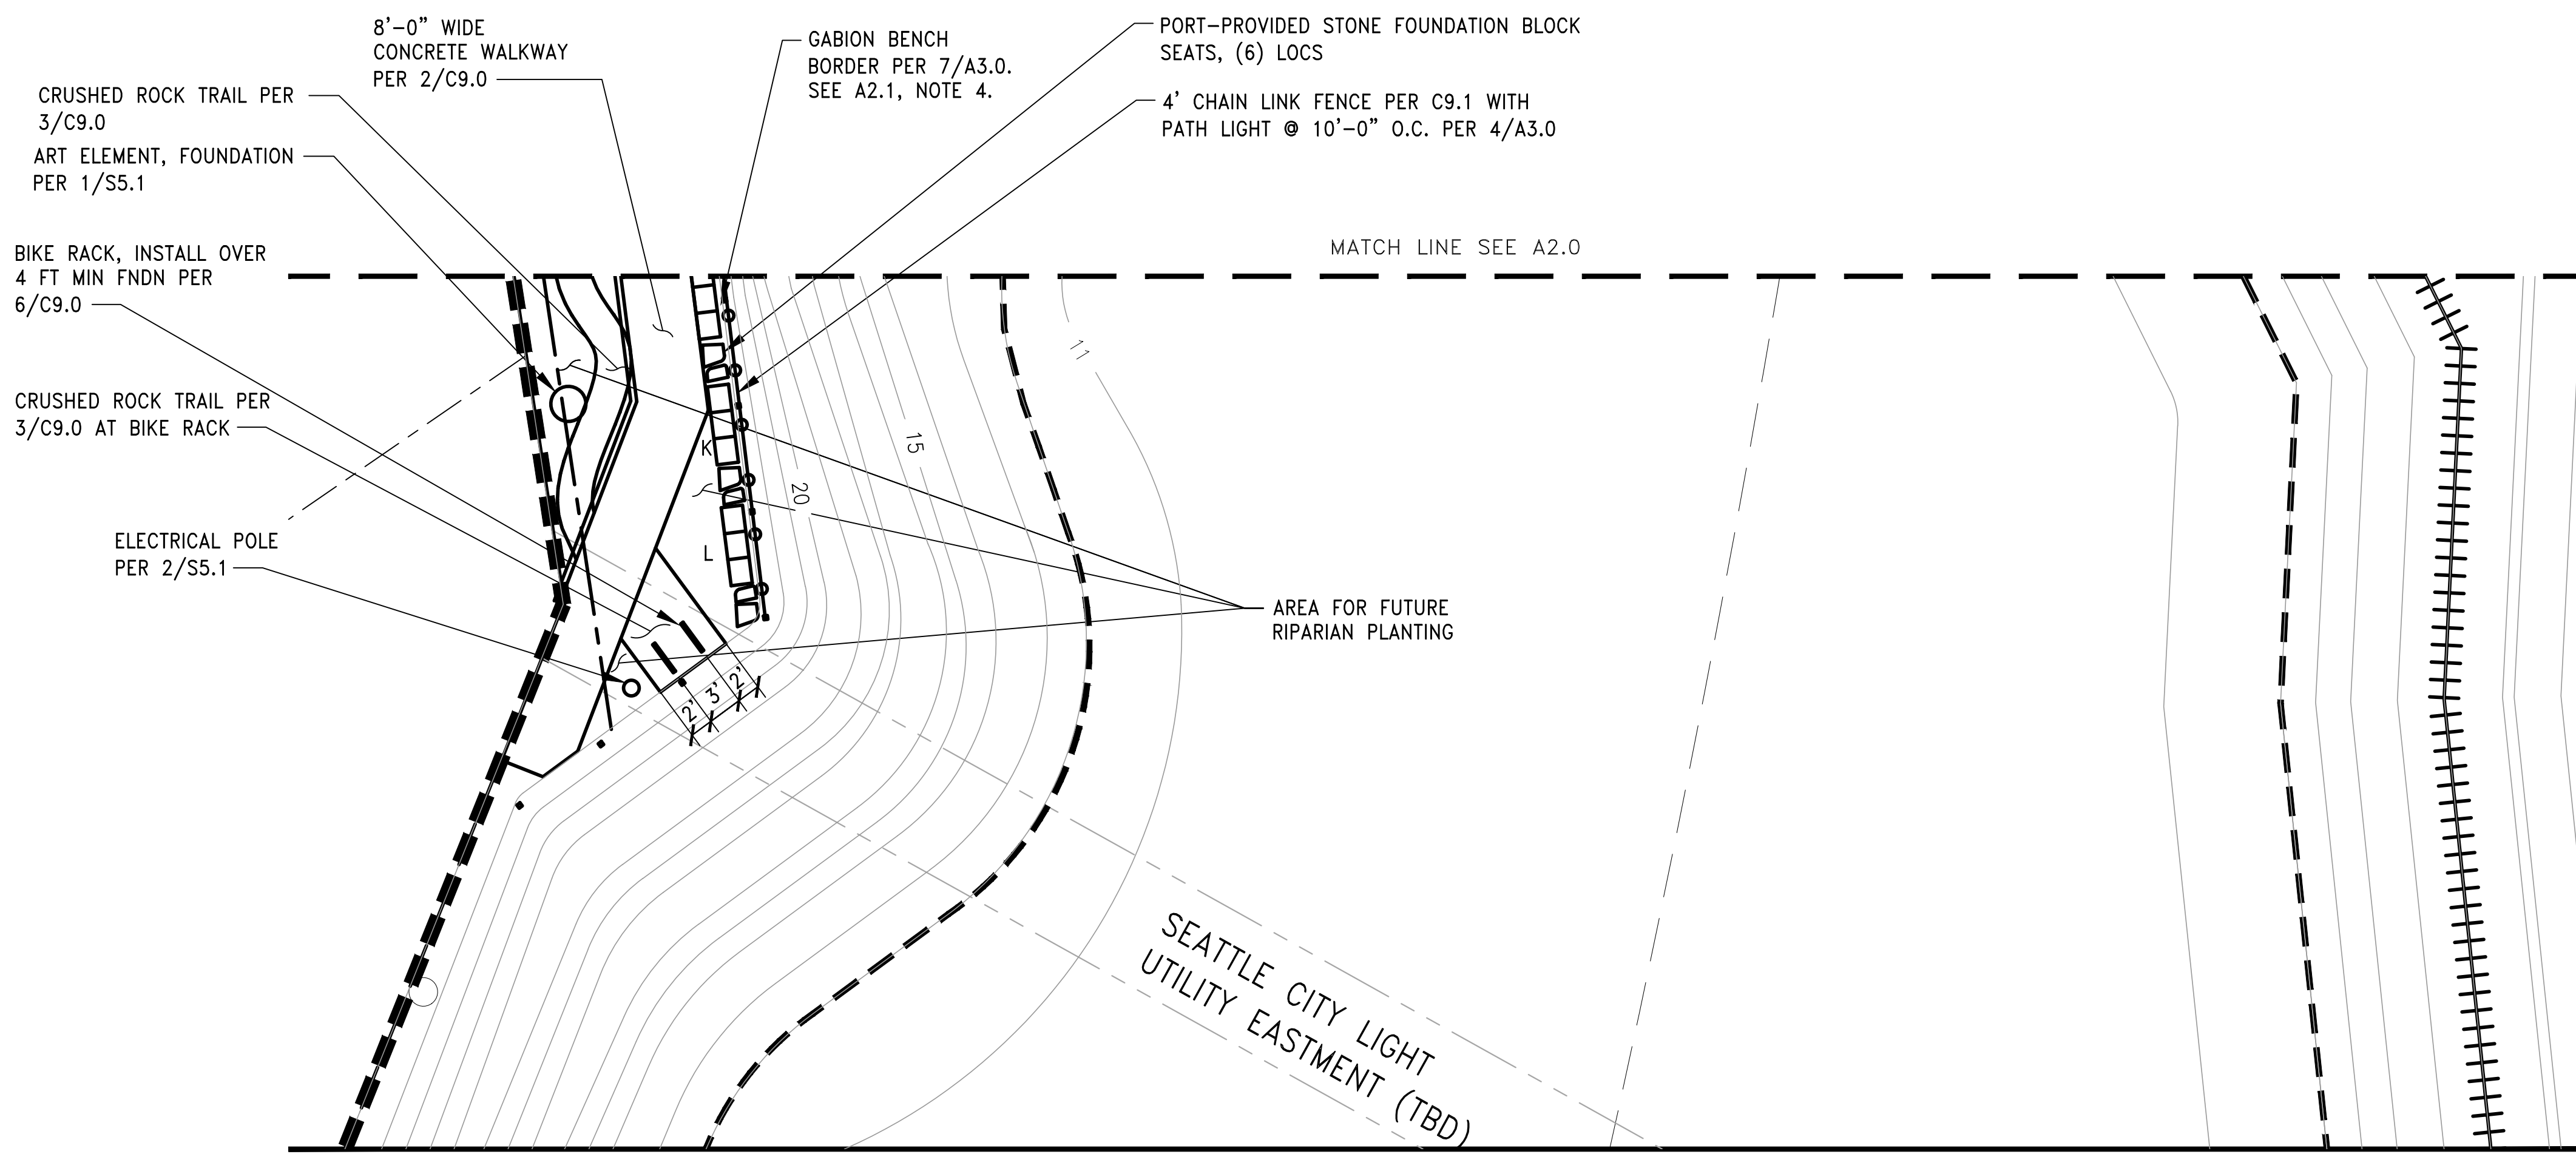 8'-0" WIDE
CONCRETE WALKWAY
PER 2/C9.0
GABION BENCH
BORDER PER 7/A3.0.
SEE A2.1, NOTE 4.
PORT-PROVIDED STONE FOUNDATION BLOCK
SEATS, (6) LOCS
4' CHAIN LINK FENCE PER C9.1 WITH
PATH LIGHT @ 10'-0" O.C. PER 4/A3.0
CRUSHED ROCK TRAIL PER
3/C9.0
ART ELEMENT, FOUNDATION
PER 1/S5.1
BIKE RACK, INSTALL OVER
4 FT MIN FNDN PER
6/C9.0
CRUSHED ROCK TRAIL PER
3/C9.0 AT BIKE RACK
ELECTRICAL POLE
PER 2/S5.1
MATCH LINE SEE A2.0
11
15
20
K
L
2'
3'
2'
AREA FOR FUTURE
RIPARIAN PLANTING
SEATTLE CITY LIGHT
UTILITY EASTMENT (TBD)